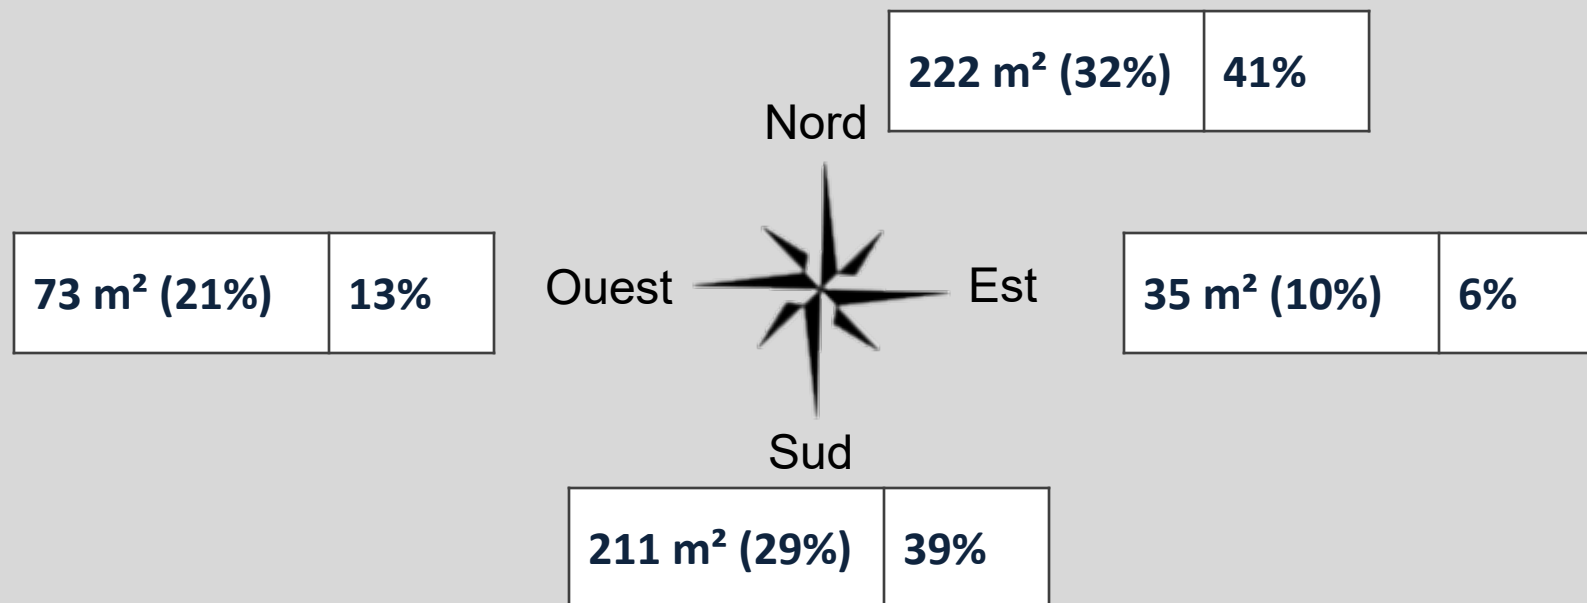 222 m² (32%) 41%
Nord
73 m² (21%) 13%
Ouest
Est
35 m² (10%) 6%
Sud
211 m² (29%) 39%